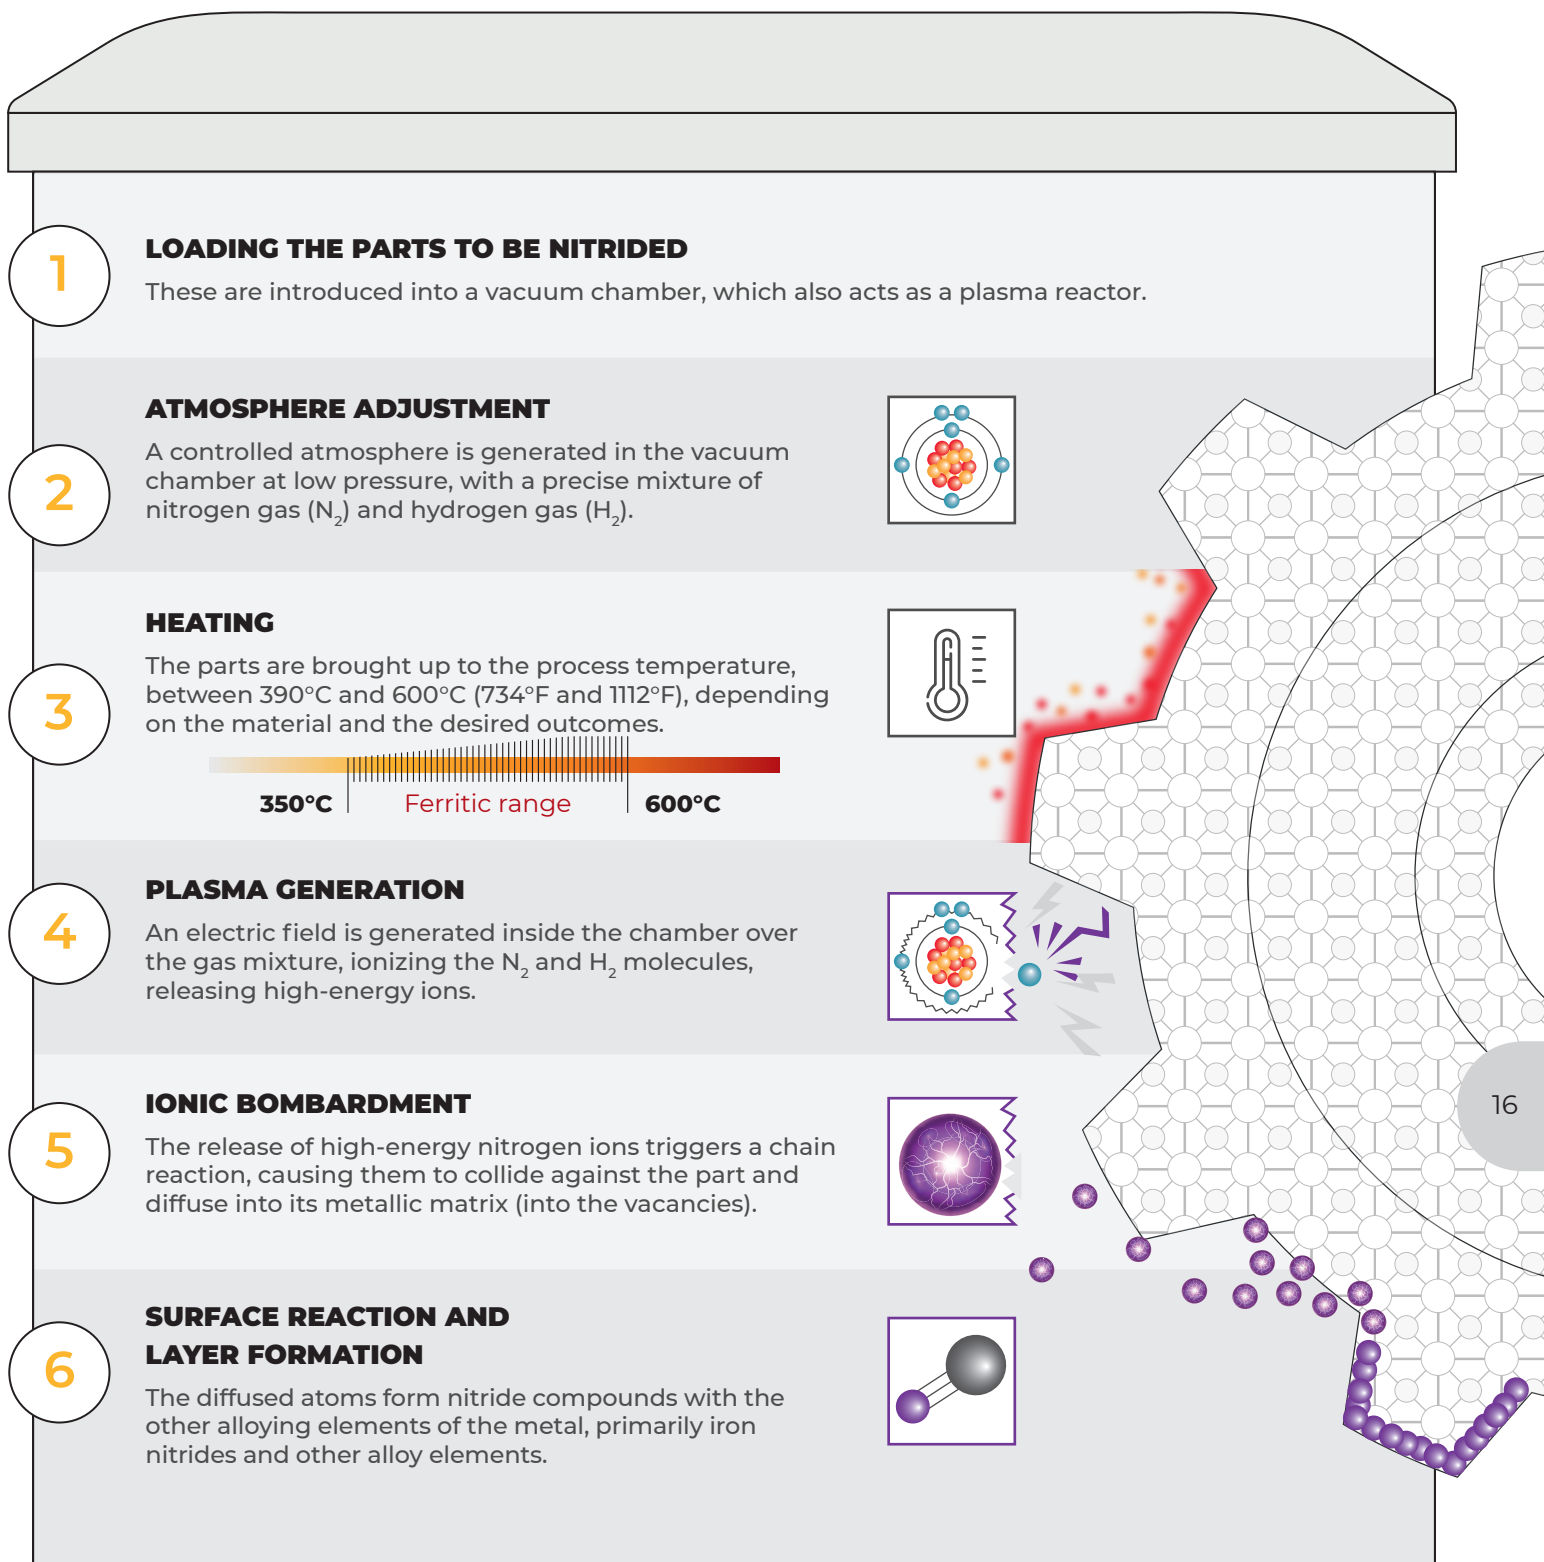 1
LOADING THE PARTS TO BE NITRIDED
These are introduced into a vacuum chamber, which also acts as a plasma reactor.
2
ATMOSPHERE ADJUSTMENT
A controlled atmosphere is generated in the vacuum
chamber at low pressure, with a precise mixture of
nitrogen gas (N₂) and hydrogen gas (H₂).
3
HEATING
The parts are brought up to the process temperature,
between 390°C and 600°C (734°F and 1112°F), depending
on the material and the desired outcomes.
350°C Ferritic range 600°C
4
PLASMA GENERATION
An electric field is generated inside the chamber over
the gas mixture, ionizing the N₂ and H₂ molecules,
releasing high-energy ions.
5
IONIC BOMBARDMENT
The release of high-energy nitrogen ions triggers a chain
reaction, causing them to collide against the part and
diffuse into its metallic matrix (into the vacancies).
16
6
SURFACE REACTION AND
LAYER FORMATION
The diffused atoms form nitride compounds with the
other alloying elements of the metal, primarily iron
nitrides and other alloy elements.